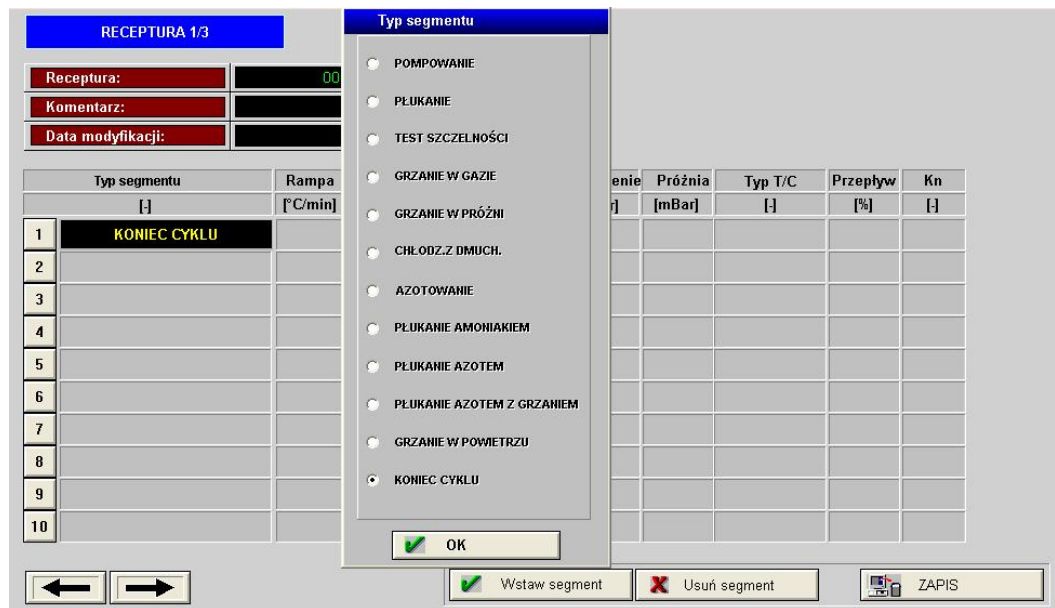 RECEPTURA 1/3
Receptura: 00
Komentarz:
Data modyfikacji:
Typ segmentu Rampa enie Próżnia Typ T/C Przepływ Kn
[-] [°C/min] r] [mBar] [-] [%] [-]
1 KONIEC CYKLU
2
3
4
5
6
7
8
9
10
Typ segmentu
POMPOWANIE
PŁUKANIE
TEST SZCZELNOŚCI
GRZANIE W GAZIE
GRZANIE W PRÓŻNI
CHŁODZ.Z DMUCH.
AZOTOWANIE
PŁUKANIE AMONIAKIEM
PŁUKANIE AZOTEM
PŁUKANIE AZOTEM Z GRZANIEM
GRZANIE W POWIETRZU
KONIEC CYKLU
OK
Wstaw segment Usuń segment ZAPIS